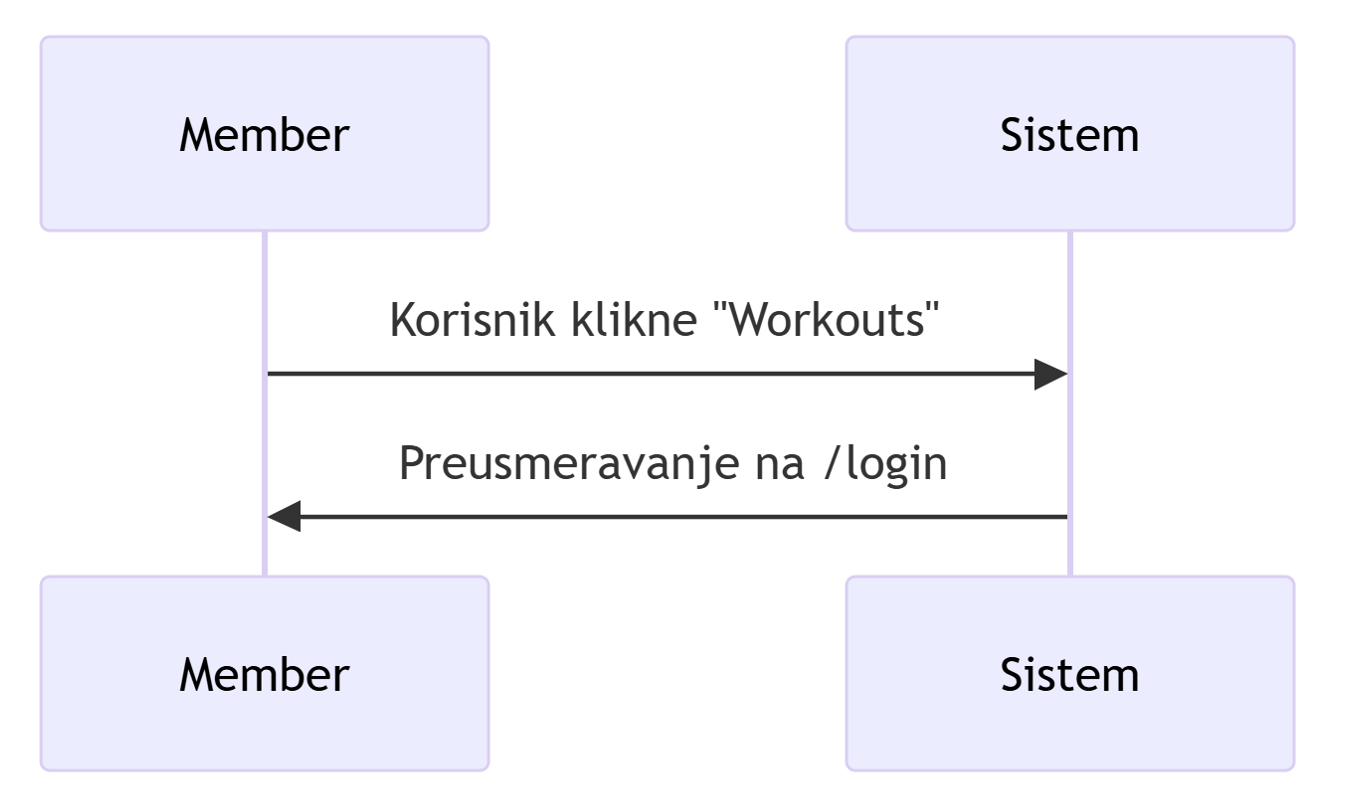 Member
Sistem
Korisnik klikne "Workouts"
Preusmeravanje na /login
Member
Sistem